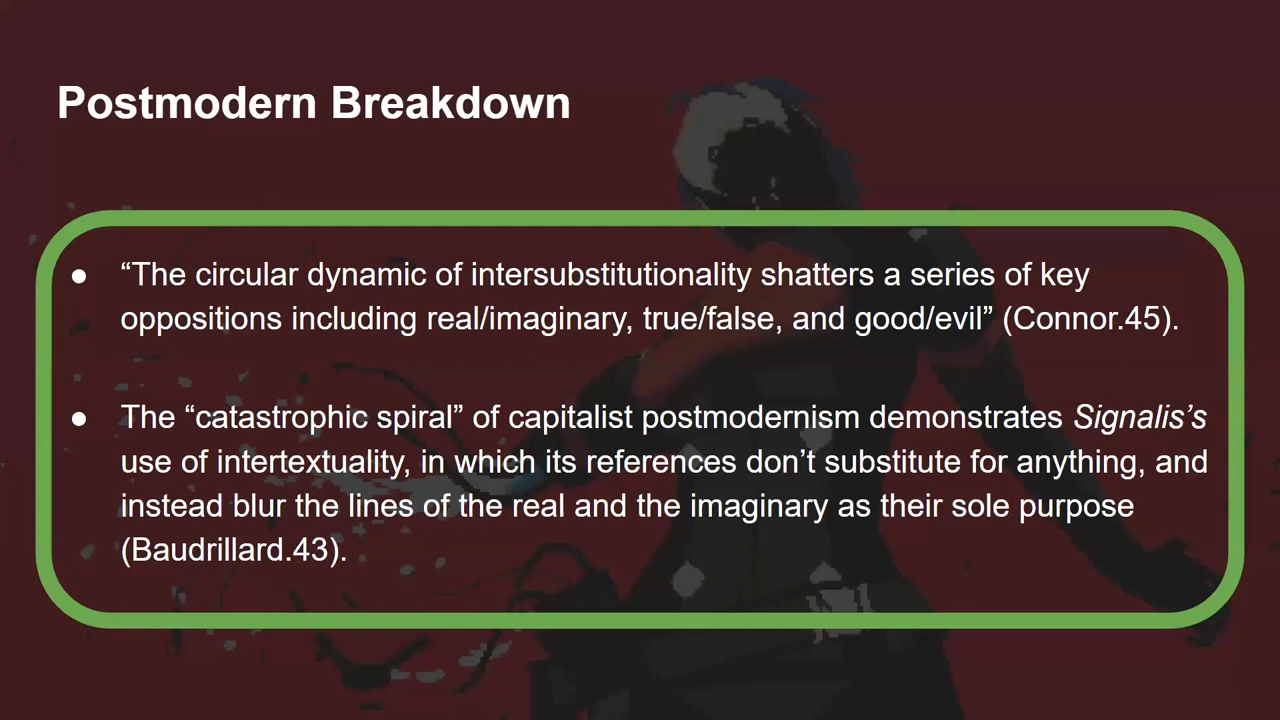 Postmodern Breakdown
● “The circular dynamic of intersubstitutionality shatters a series of key
oppositions including real/imaginary, true/false, and good/evil” (Connor.45).
● The “catastrophic spiral” of capitalist postmodernism demonstrates Signalis’s
use of intertextuality, in which its references don’t substitute for anything, and
instead blur the lines of the real and the imaginary as their sole purpose
(Baudrillard.43).